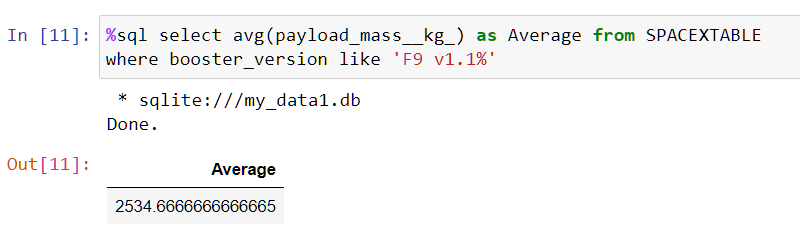 In [11]: %sql select avg(payload_mass__kg_) as Average from SPACEXTABLE
where booster_version like 'F9 v1.1%'
* sqlite:///my_data1.db
Done.
Out[11]:
Average
2534.6666666666665